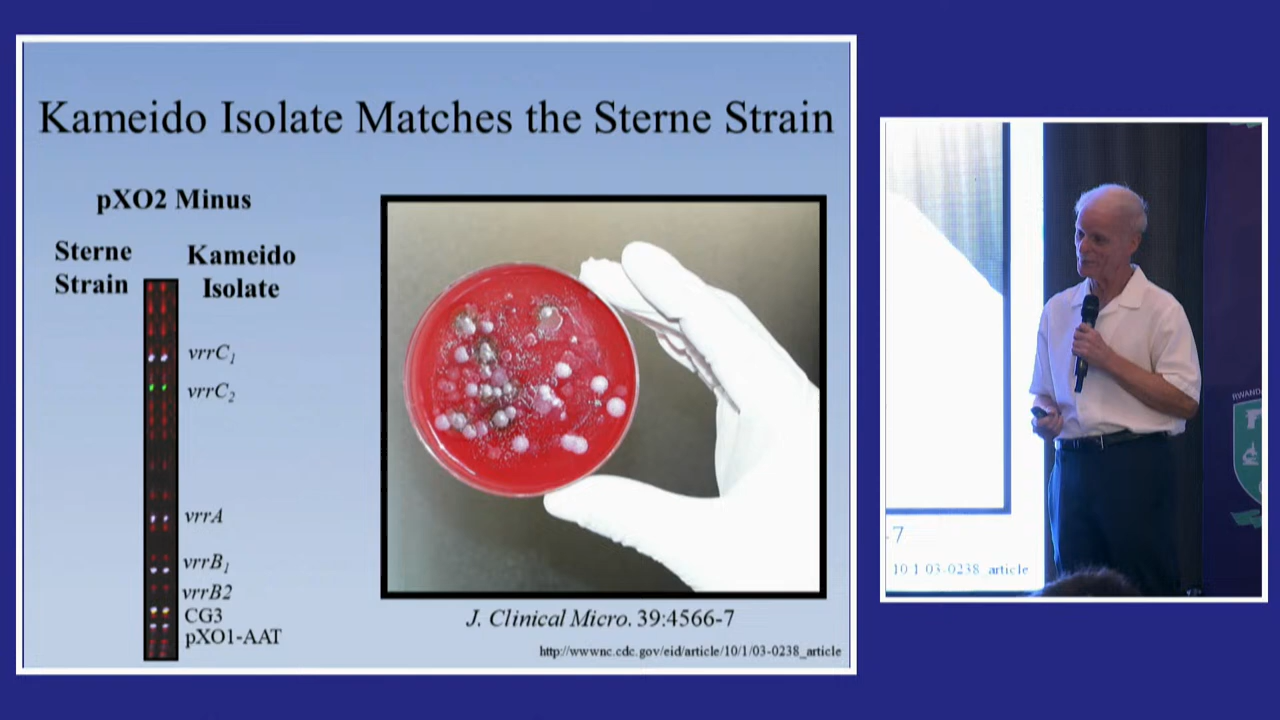 Kameido Isolate Matches the Sterne Strain
pXO2 Minus
Sterne
Strain
Kameido
Isolate
vrrC1
vrrC2
vrrA
vrrB1
vrrB2
CG3
pXO1-AAT
J. Clinical Micro. 39:4566-7
http://wwwnc.cdc.gov/eid/article/10/1/03-0238_article
-7
10 1 03-0238_article
RWAND